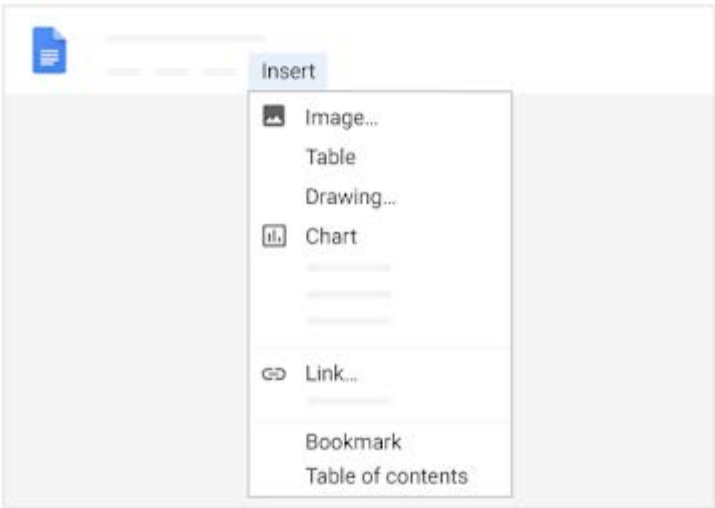 Insert
Image...
Table
Drawing...
Chart
Link...
Bookmark
Table of contents